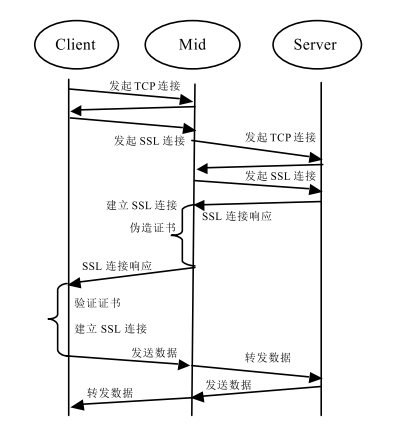 Client Mid Server
发起 TCP 连接
发起 SSL 连接
发起 TCP 连接
发起 SSL 连接
建立 SSL 连接
SSL 连接响应
伪造证书
SSL 连接响应
验证证书
建立 SSL 连接
发送数据
转发数据
发送数据
转发数据